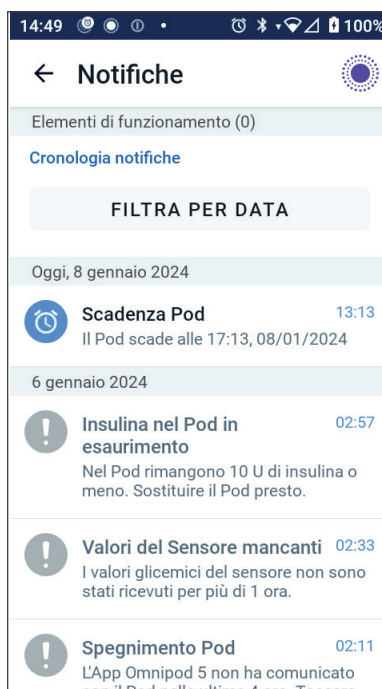 14:49 100%
Notifiche
Elementi di funzionamento (0)
Cronologia notifiche
FILTRA PER DATA
Oggi, 8 gennaio 2024
Scadenza Pod 13:13
Il Pod scade alle 17:13, 08/01/2024
6 gennaio 2024
Insulina nel Pod in 02:57
esaurimento
Nel Pod rimangono 10 U di insulina o
meno. Sostituire il Pod presto.
Valori del Sensore mancanti 02:33
I valori glicemici del sensore non sono
stati ricevuti per più di 1 ora.
Spegnimento Pod 02:11
L'App Omnipod 5 non ha comunicato